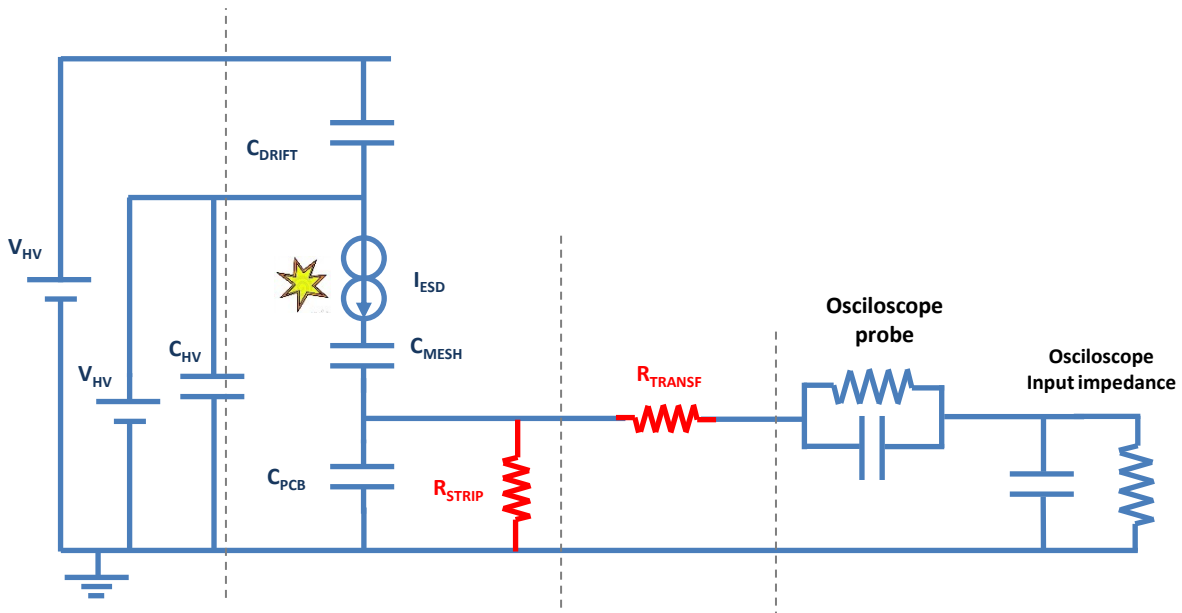 C_DRIFT
V_HV
I_ESD
Osciloscope
probe
C_HV
C_MESH
Osciloscope
Input impedance
V_HV
R_TRANSF
C_PCB
R_STRIP